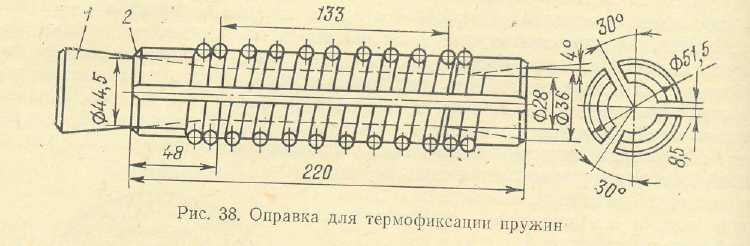 133
1
2
30°
4°
Ф51,5
Ф44,5
Ф28
Ф36
8,5
48
220
30°
Рис. 38. Оправка для термофиксации пружин